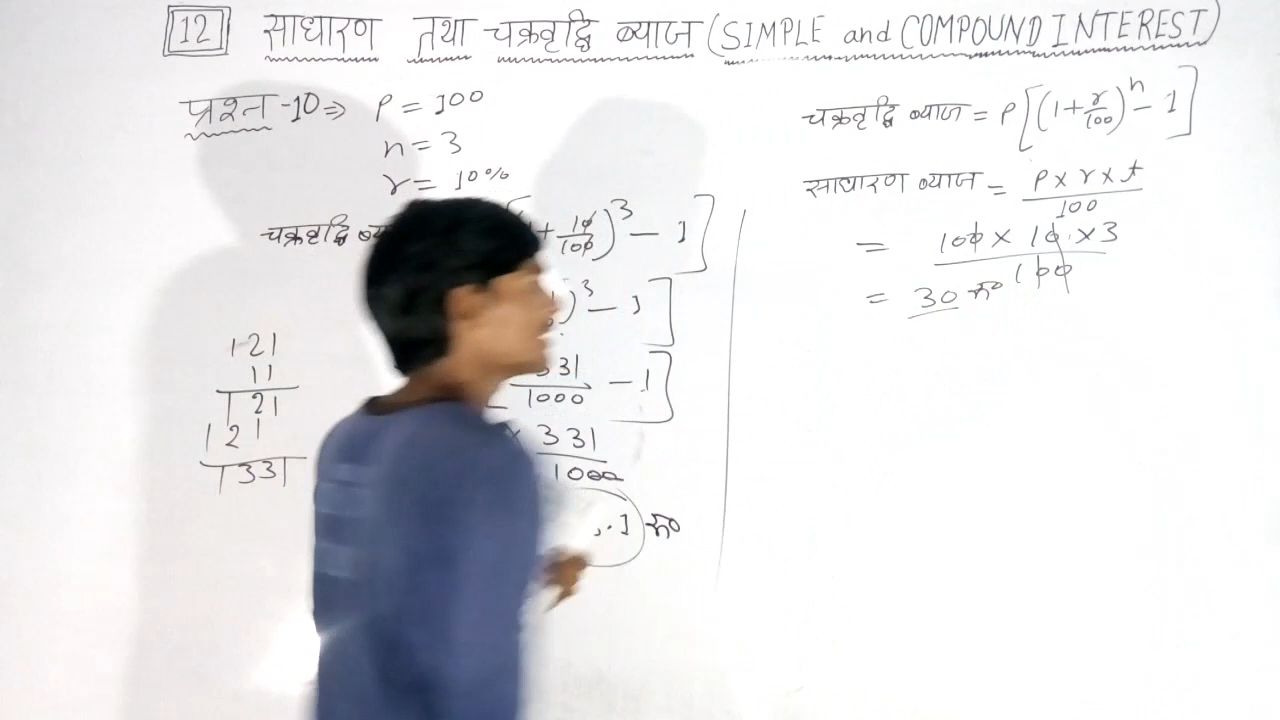 12 साधारण तथा चक्रवृद्धि ब्याज (SIMPLE and COMPOUND INTEREST)
प्रश्न-10 ⇒ P = 100
n = 3
r = 10%
चक्रवृद्धि + 10/100)^3 - 1]
)^3 - 1]
331/1000 - 1]
× 331/1000
.1 रु०
121
11
121
121
1331
चक्रवृद्धि ब्याज = P[(1 + r/100)^n - 1]
साधारण ब्याज = P × r × t/100
= 100 × 10 × 3/100
= 30 रु०